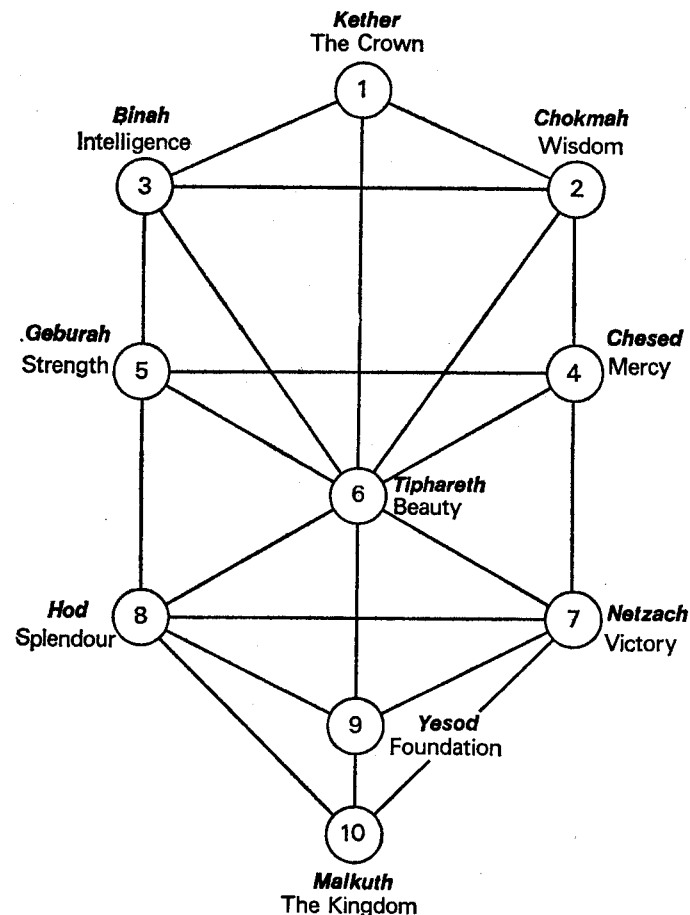 Kether
The Crown
1
Binah
Intelligence
Chokmah
Wisdom
3
2
Geburah
Strength
5
Chesed
Mercy
4
6
Tiphareth
Beauty
Hod
Splendour
8
7
Netzach
Victory
9
Yesod
Foundation
10
Malkuth
The Kingdom